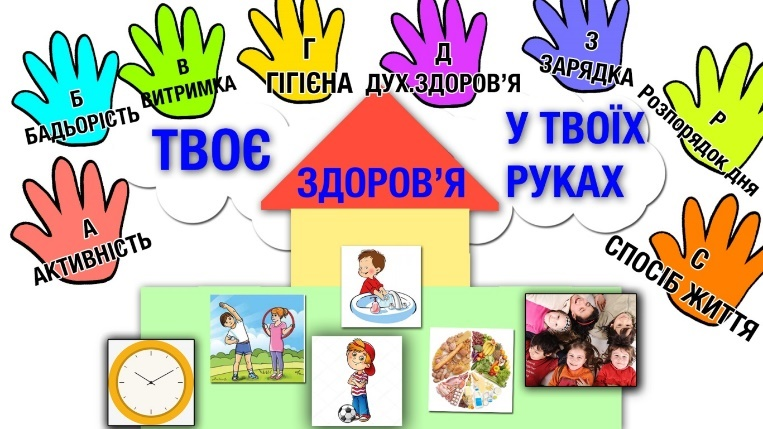 Б
БАДЬОРІСТЬ
В
ВИТРИМКА
Г
ГІГІЄНА
Д
ДУХ.ЗДОРОВ’Я
З
ЗАРЯДКА
Р
Розпорядок дня
ТВОЄ
ЗДОРОВ’Я
У ТВОЇХ
РУКАХ
А
АКТИВНІСТЬ
С
СПОСІБ ЖИТТЯ